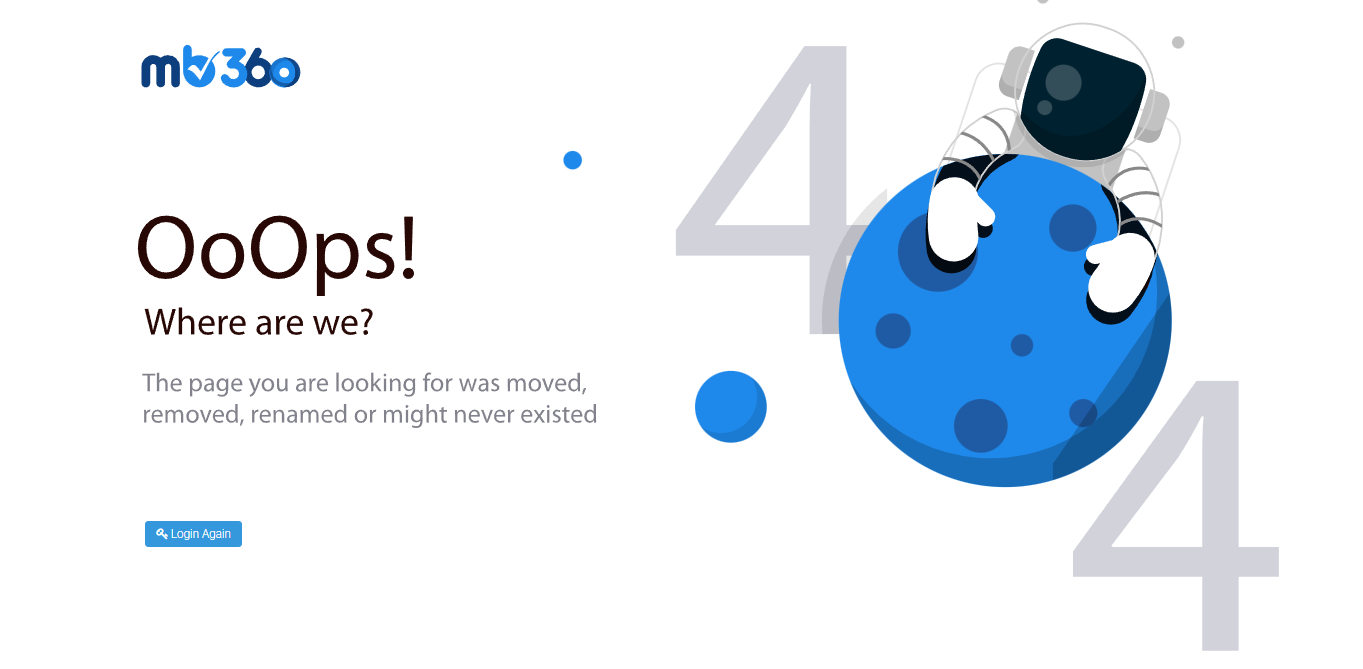 mb360
OoOps!
Where are we?
The page you are looking for was moved,
removed, renamed or might never existed
Login Again
4
4